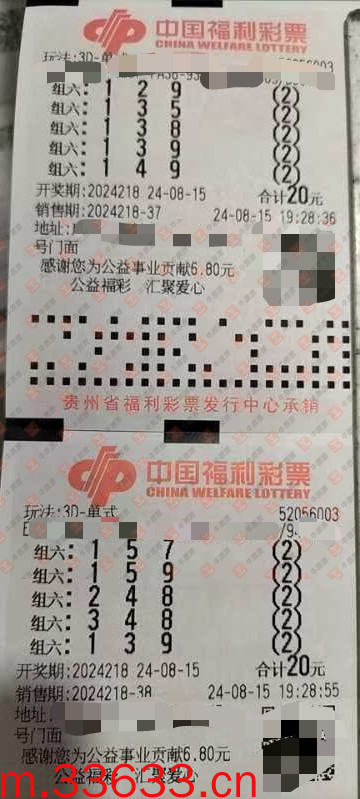 中国福利彩票
CHINA WELFARE LOTTERY
玩法:3D-单式
组六: 1 2 9 (2)
组六: 1 3 5 (2)
组六: 1 3 8 (2)
组六: 1 3 9 (2)
组六: 1 4 9 (2)
开奖期:2024218 24-08-15 合计20元
销售期:2024218-37 24-08-15 19:28:36
地址:
号门面
感谢您为公益事业贡献6.80元
公益福彩 汇聚爱心
贵州省福利彩票发行中心承销
中国福利彩票
CHINA WELFARE LOTTERY
玩法:3D-单式 52056003
组六: 1 5 7 (2)
组六: 1 5 9 (2)
组六: 2 4 8 (2)
组六: 3 4 8 (2)
组六: 1 3 9 (2)
开奖期:2024218 24-08-15 合计20元
销售期:2024218-38 24-08-15 19:28:55
地址:
号门面
感谢您为公益事业贡献6.80元
公益福彩 汇聚爱心
m.33633.cn